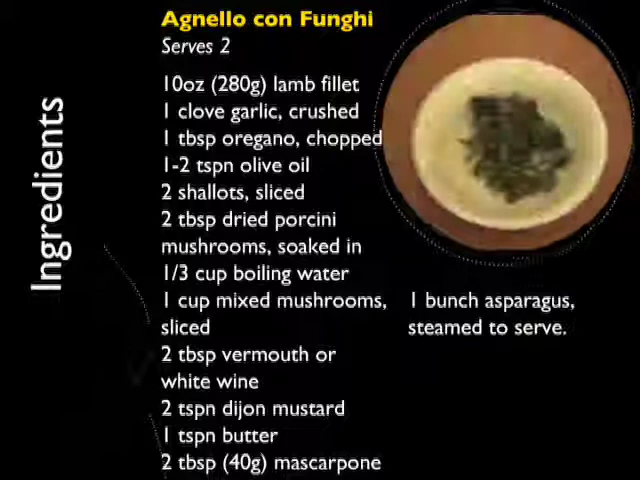 Agnello con Funghi
Serves 2
Ingredients
10oz (280g) lamb fillet
1 clove garlic, crushed
1 tbsp oregano, chopped
1-2 tspn olive oil
2 shallots, sliced
2 tbsp dried porcini
mushrooms, soaked in
1/3 cup boiling water
1 cup mixed mushrooms,
sliced
2 tbsp vermouth or
white wine
2 tspn dijon mustard
1 tspn butter
2 tbsp (40g) mascarpone
1 bunch asparagus,
steamed to serve.